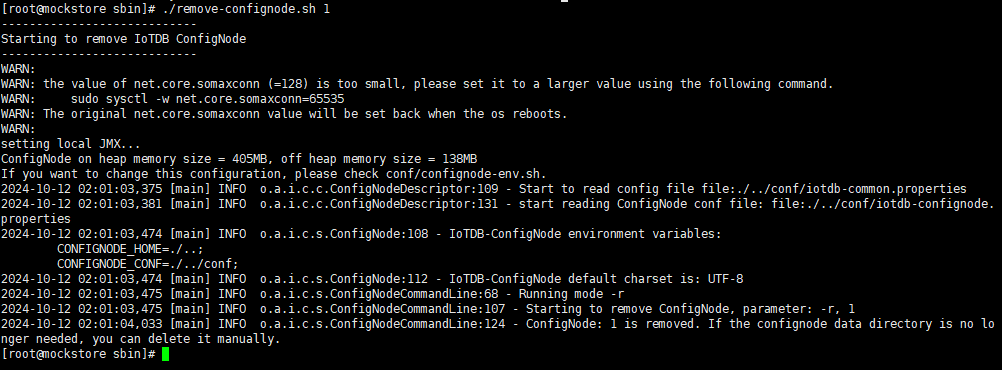 [root@mockstore sbin]# ./remove-confignode.sh 1
----------------------------
Starting to remove IoTDB ConfigNode
----------------------------
WARN:
WARN: the value of net.core.somaxconn (=128) is too small, please set it to a larger value using the following command.
WARN:     sudo sysctl -w net.core.somaxconn=65535
WARN: The original net.core.somaxconn value will be set back when the os reboots.
WARN:
setting local JMX...
ConfigNode on heap memory size = 405MB, off heap memory size = 138MB
If you want to change this configuration, please check conf/confignode-env.sh.
2024-10-12 02:01:03,375 [main] INFO  o.a.i.c.c.ConfigNodeDescriptor:109 - Start to read config file file:./../conf/iotdb-common.properties
2024-10-12 02:01:03,381 [main] INFO  o.a.i.c.c.ConfigNodeDescriptor:131 - start reading ConfigNode conf file: file:./../conf/iotdb-confignode.
properties
2024-10-12 02:01:03,474 [main] INFO  o.a.i.c.s.ConfigNode:108 - IoTDB-ConfigNode environment variables:
        CONFIGNODE_HOME=./..;
        CONFIGNODE_CONF=./../conf;
2024-10-12 02:01:03,474 [main] INFO  o.a.i.c.s.ConfigNode:112 - IoTDB-ConfigNode default charset is: UTF-8
2024-10-12 02:01:03,475 [main] INFO  o.a.i.c.s.ConfigNodeCommandLine:68 - Running mode -r
2024-10-12 02:01:03,475 [main] INFO  o.a.i.c.s.ConfigNodeCommandLine:107 - Starting to remove ConfigNode, parameter: -r, 1
2024-10-12 02:01:04,033 [main] INFO  o.a.i.c.s.ConfigNodeCommandLine:124 - ConfigNode: 1 is removed. If the confignode data directory is no lo
nger needed, you can delete it manually.
[root@mockstore sbin]#